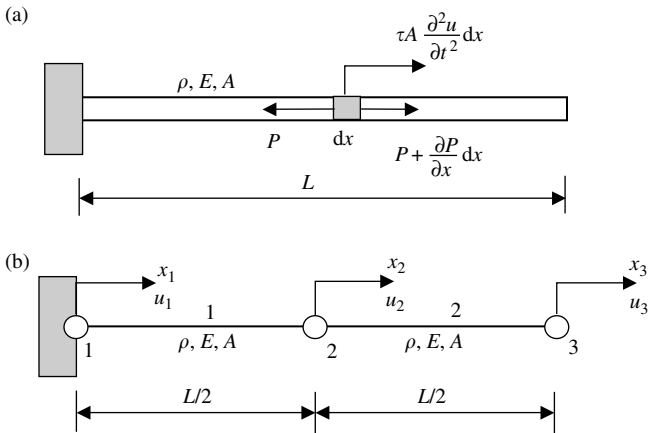 (a)
τA ∂²u/∂t² dx
ρ, E, A
P
dx
P + ∂P/∂x dx
L
(b)
x₁
u₁
x₂
u₂
x₃
u₃
1
2
1
ρ, E, A
2
ρ, E, A
3
L/2
L/2